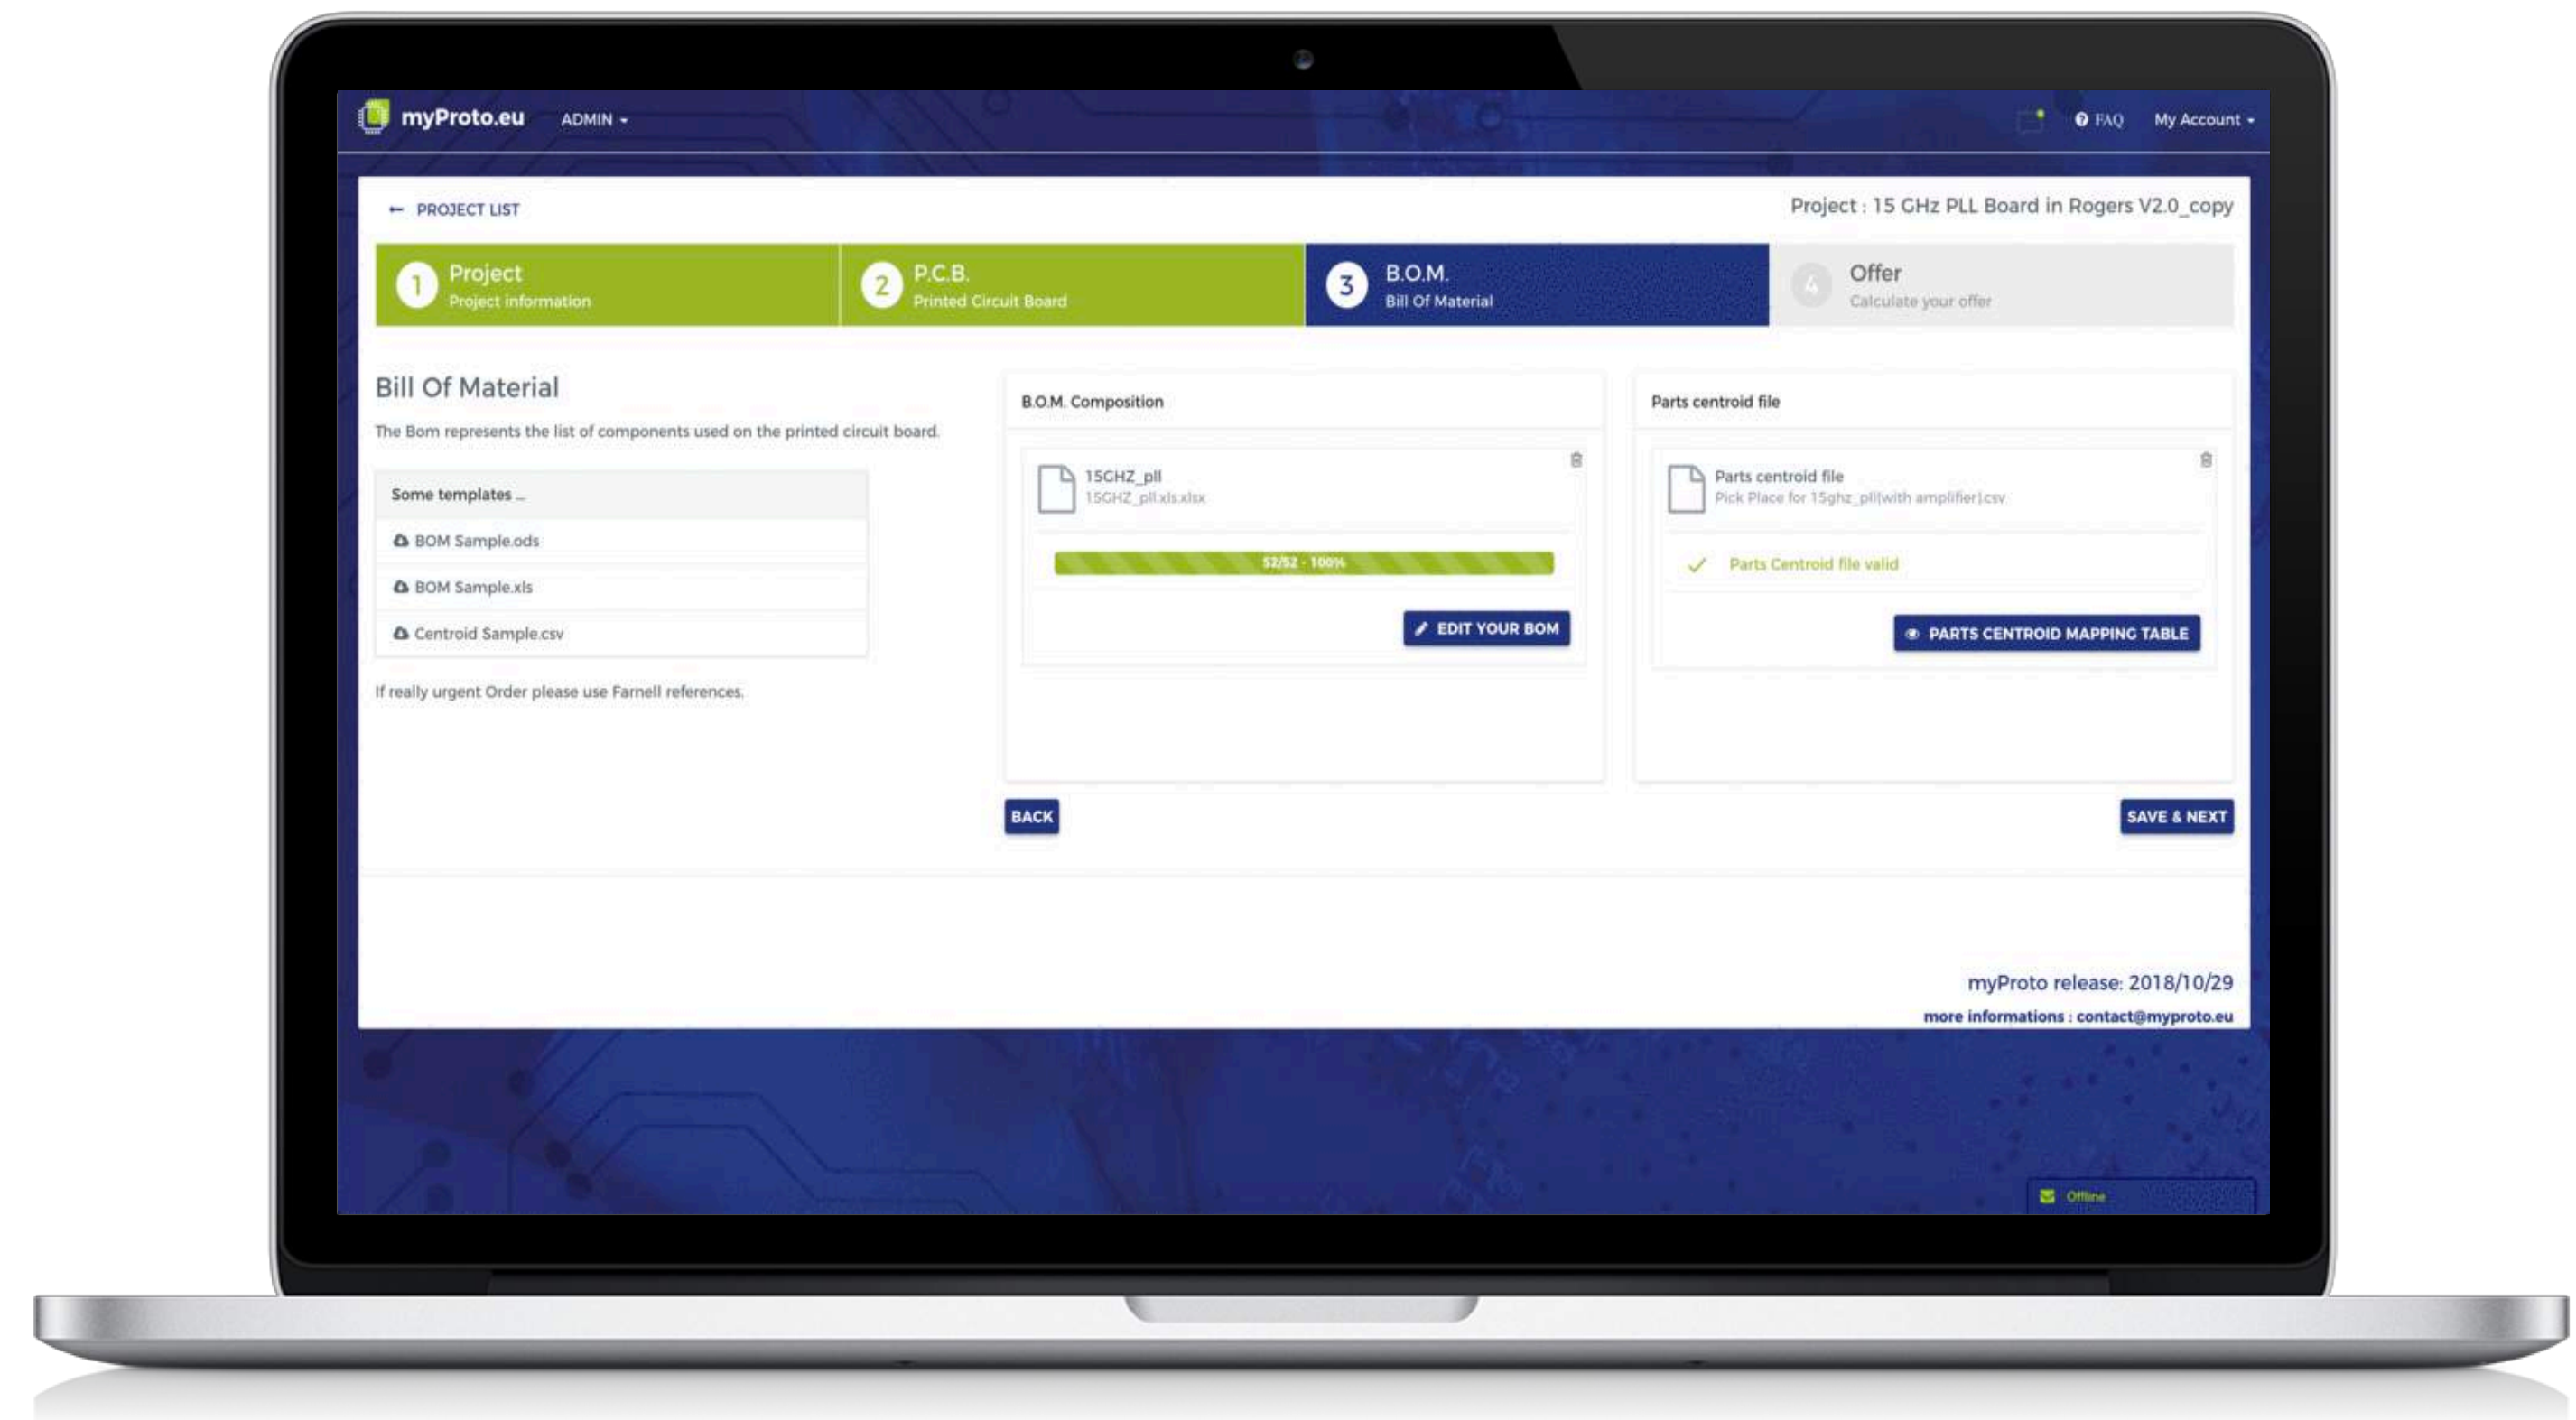 myProto.eu ADMIN
FAQ My Account
← PROJECT LIST
Project : 15 GHz PLL Board in Rogers V2.0_copy
1 Project
Project information
2 P.C.B.
Printed Circuit Board
3 B.O.M.
Bill Of Material
4 Offer
Calculate your offer
Bill Of Material
The Bom represents the list of components used on the printed circuit board.
Some templates ...
BOM Sample.ods
BOM Sample.xls
Centroid Sample.csv
If really urgent Order please use Farnell references.
B.O.M. Composition
15GHZ_pll
15GHZ_pll.xls.xlsx
52/52 - 100%
EDIT YOUR BOM
Parts centroid file
Parts centroid file
Pick Place for 15ghz_pll(with amplifier).csv
Parts Centroid file valid
PARTS CENTROID MAPPING TABLE
BACK
SAVE & NEXT
myProto release: 2018/10/29
more informations : contact@myproto.eu
Offline